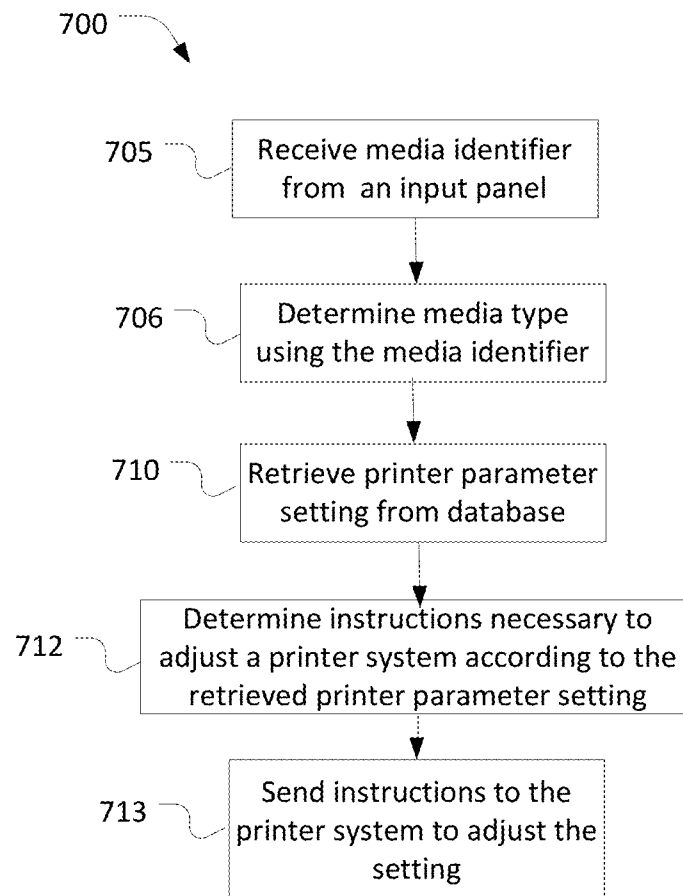 700
705
Receive media identifier
from an input panel
706
Determine media type
using the media identifier
710
Retrieve printer parameter
setting from database
712
Determine instructions necessary to
adjust a printer system according to the
retrieved printer parameter setting
713
Send instructions to the
printer system to adjust the
setting